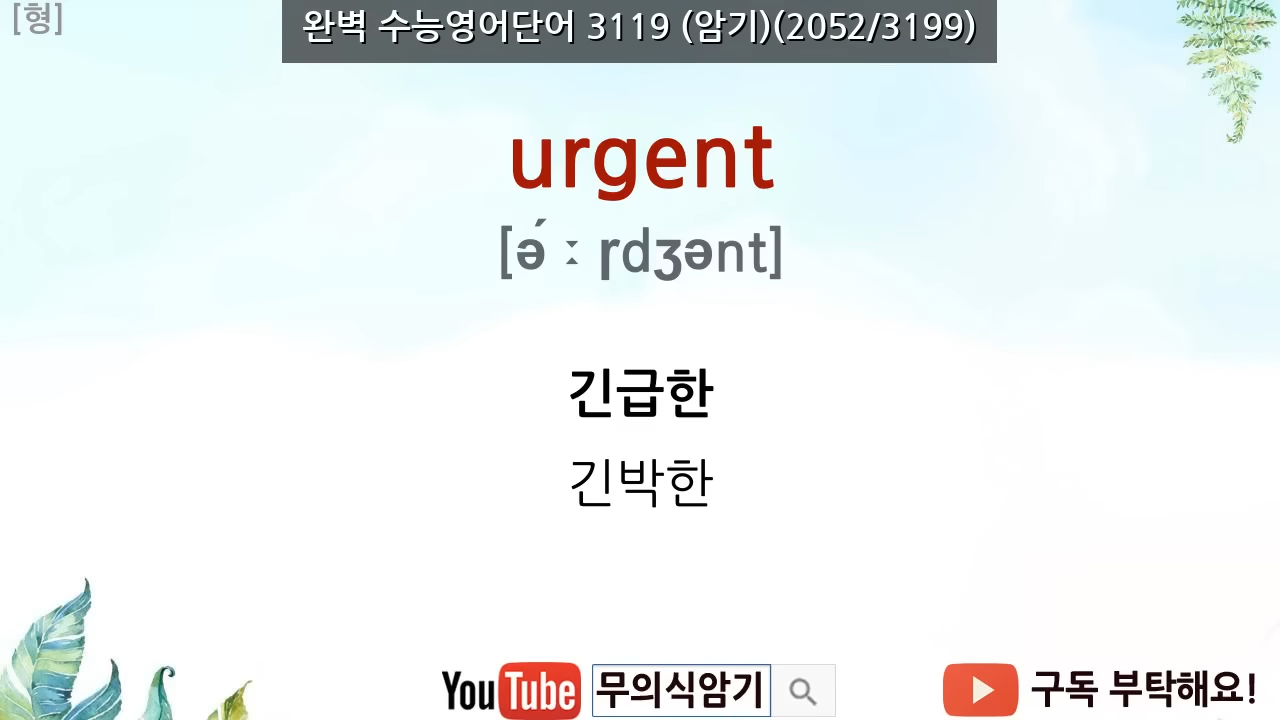 [형]
완벽 수능영어단어 3119 (암기)(2052/3199)
urgent
[ə́ːrdʒənt]
긴급한
긴박한
YouTube 무의식암기
구독 부탁해요!